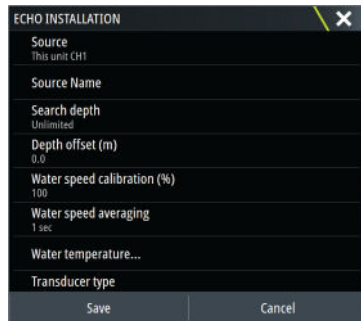 ECHO INSTALLATION
Source
This unit CH1
Source Name
Search depth
Unlimited
Depth offset (m)
0.0
Water speed calibration (%)
100
Water speed averaging
1 sec
Water temperature...
Transducer type
Save
Cancel